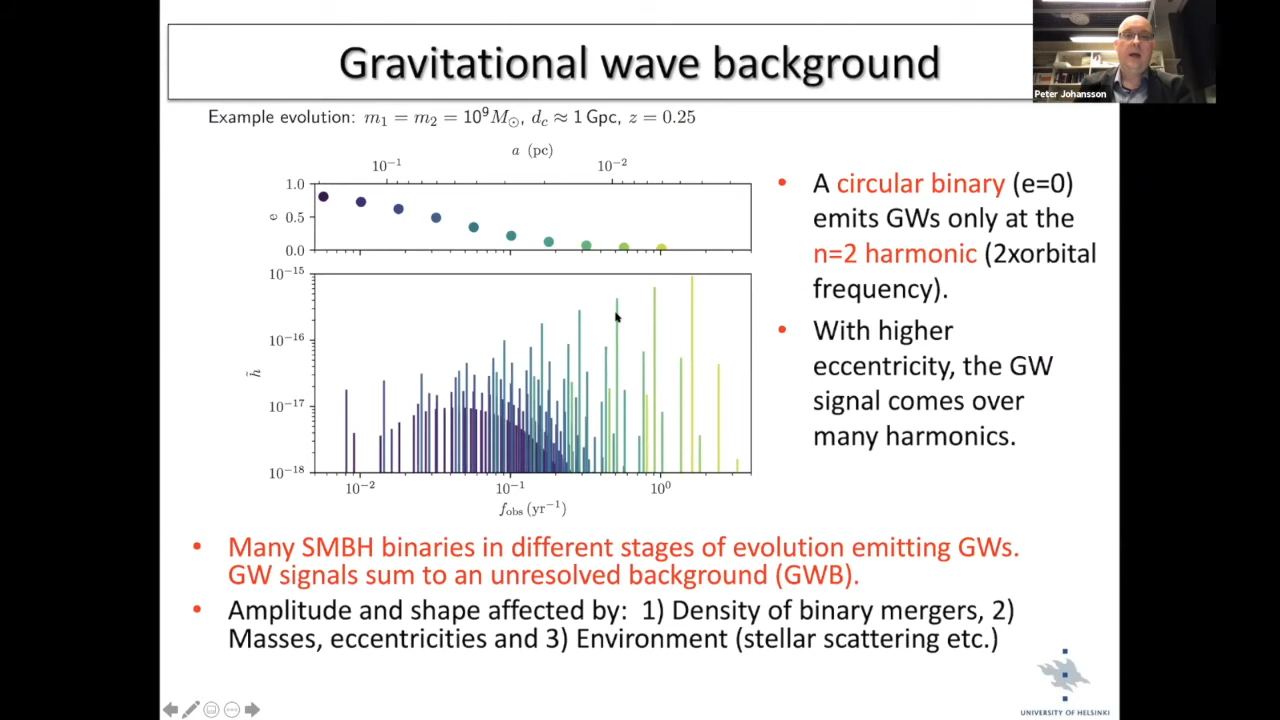 Gravitational wave background
Peter Johansson
Example evolution: m₁ = m₂ = 10⁹M☉, d_c ≈ 1 Gpc, z = 0.25
a (pc)
10⁻¹ 10⁻²
1.0
e 0.5
0.0
10⁻¹⁵
10⁻¹⁶
h̃
10⁻¹⁷
10⁻¹⁸
10⁻² 10⁻¹ 10⁰
f_obs (yr⁻¹)
• A circular binary (e=0)
emits GWs only at the
n=2 harmonic (2xorbital
frequency).
• With higher
eccentricity, the GW
signal comes over
many harmonics.
• Many SMBH binaries in different stages of evolution emitting GWs.
GW signals sum to an unresolved background (GWB).
• Amplitude and shape affected by: 1) Density of binary mergers, 2)
Masses, eccentricities and 3) Environment (stellar scattering etc.)
UNIVERSITY OF HELSINKI